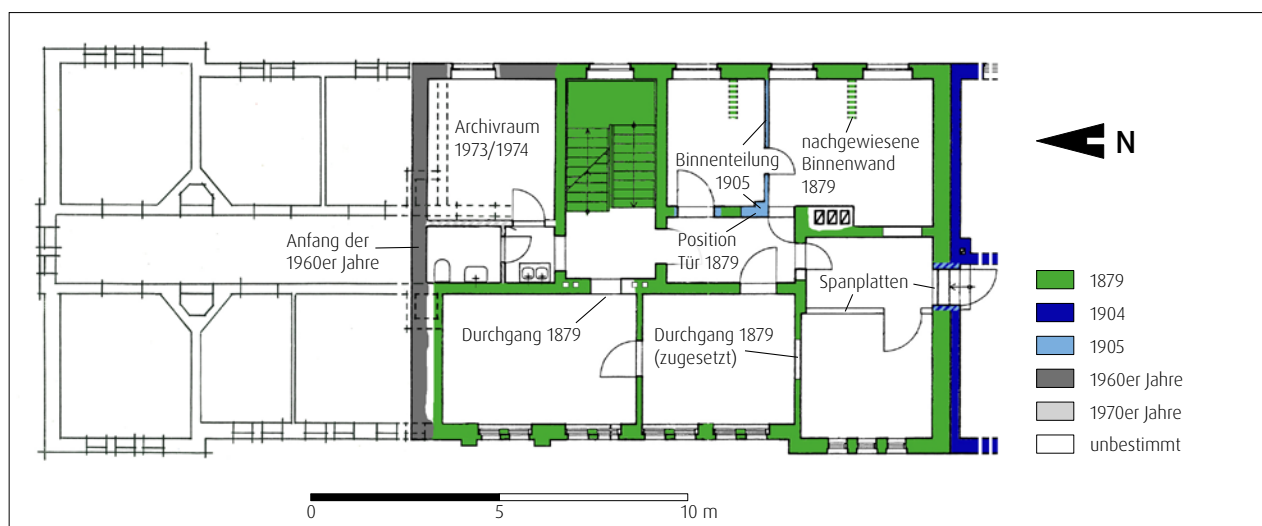 Archivraum
1973/1974
Binnenteilung
1905
nachgewiesene
Binnenwand
1879
N
Anfang der
1960er Jahre
Position
Tür 1879
Spanplatten
Durchgang 1879
Durchgang 1879
(zugesetzt)
1879
1904
1905
1960er Jahre
1970er Jahre
unbestimmt
0
5
10 m